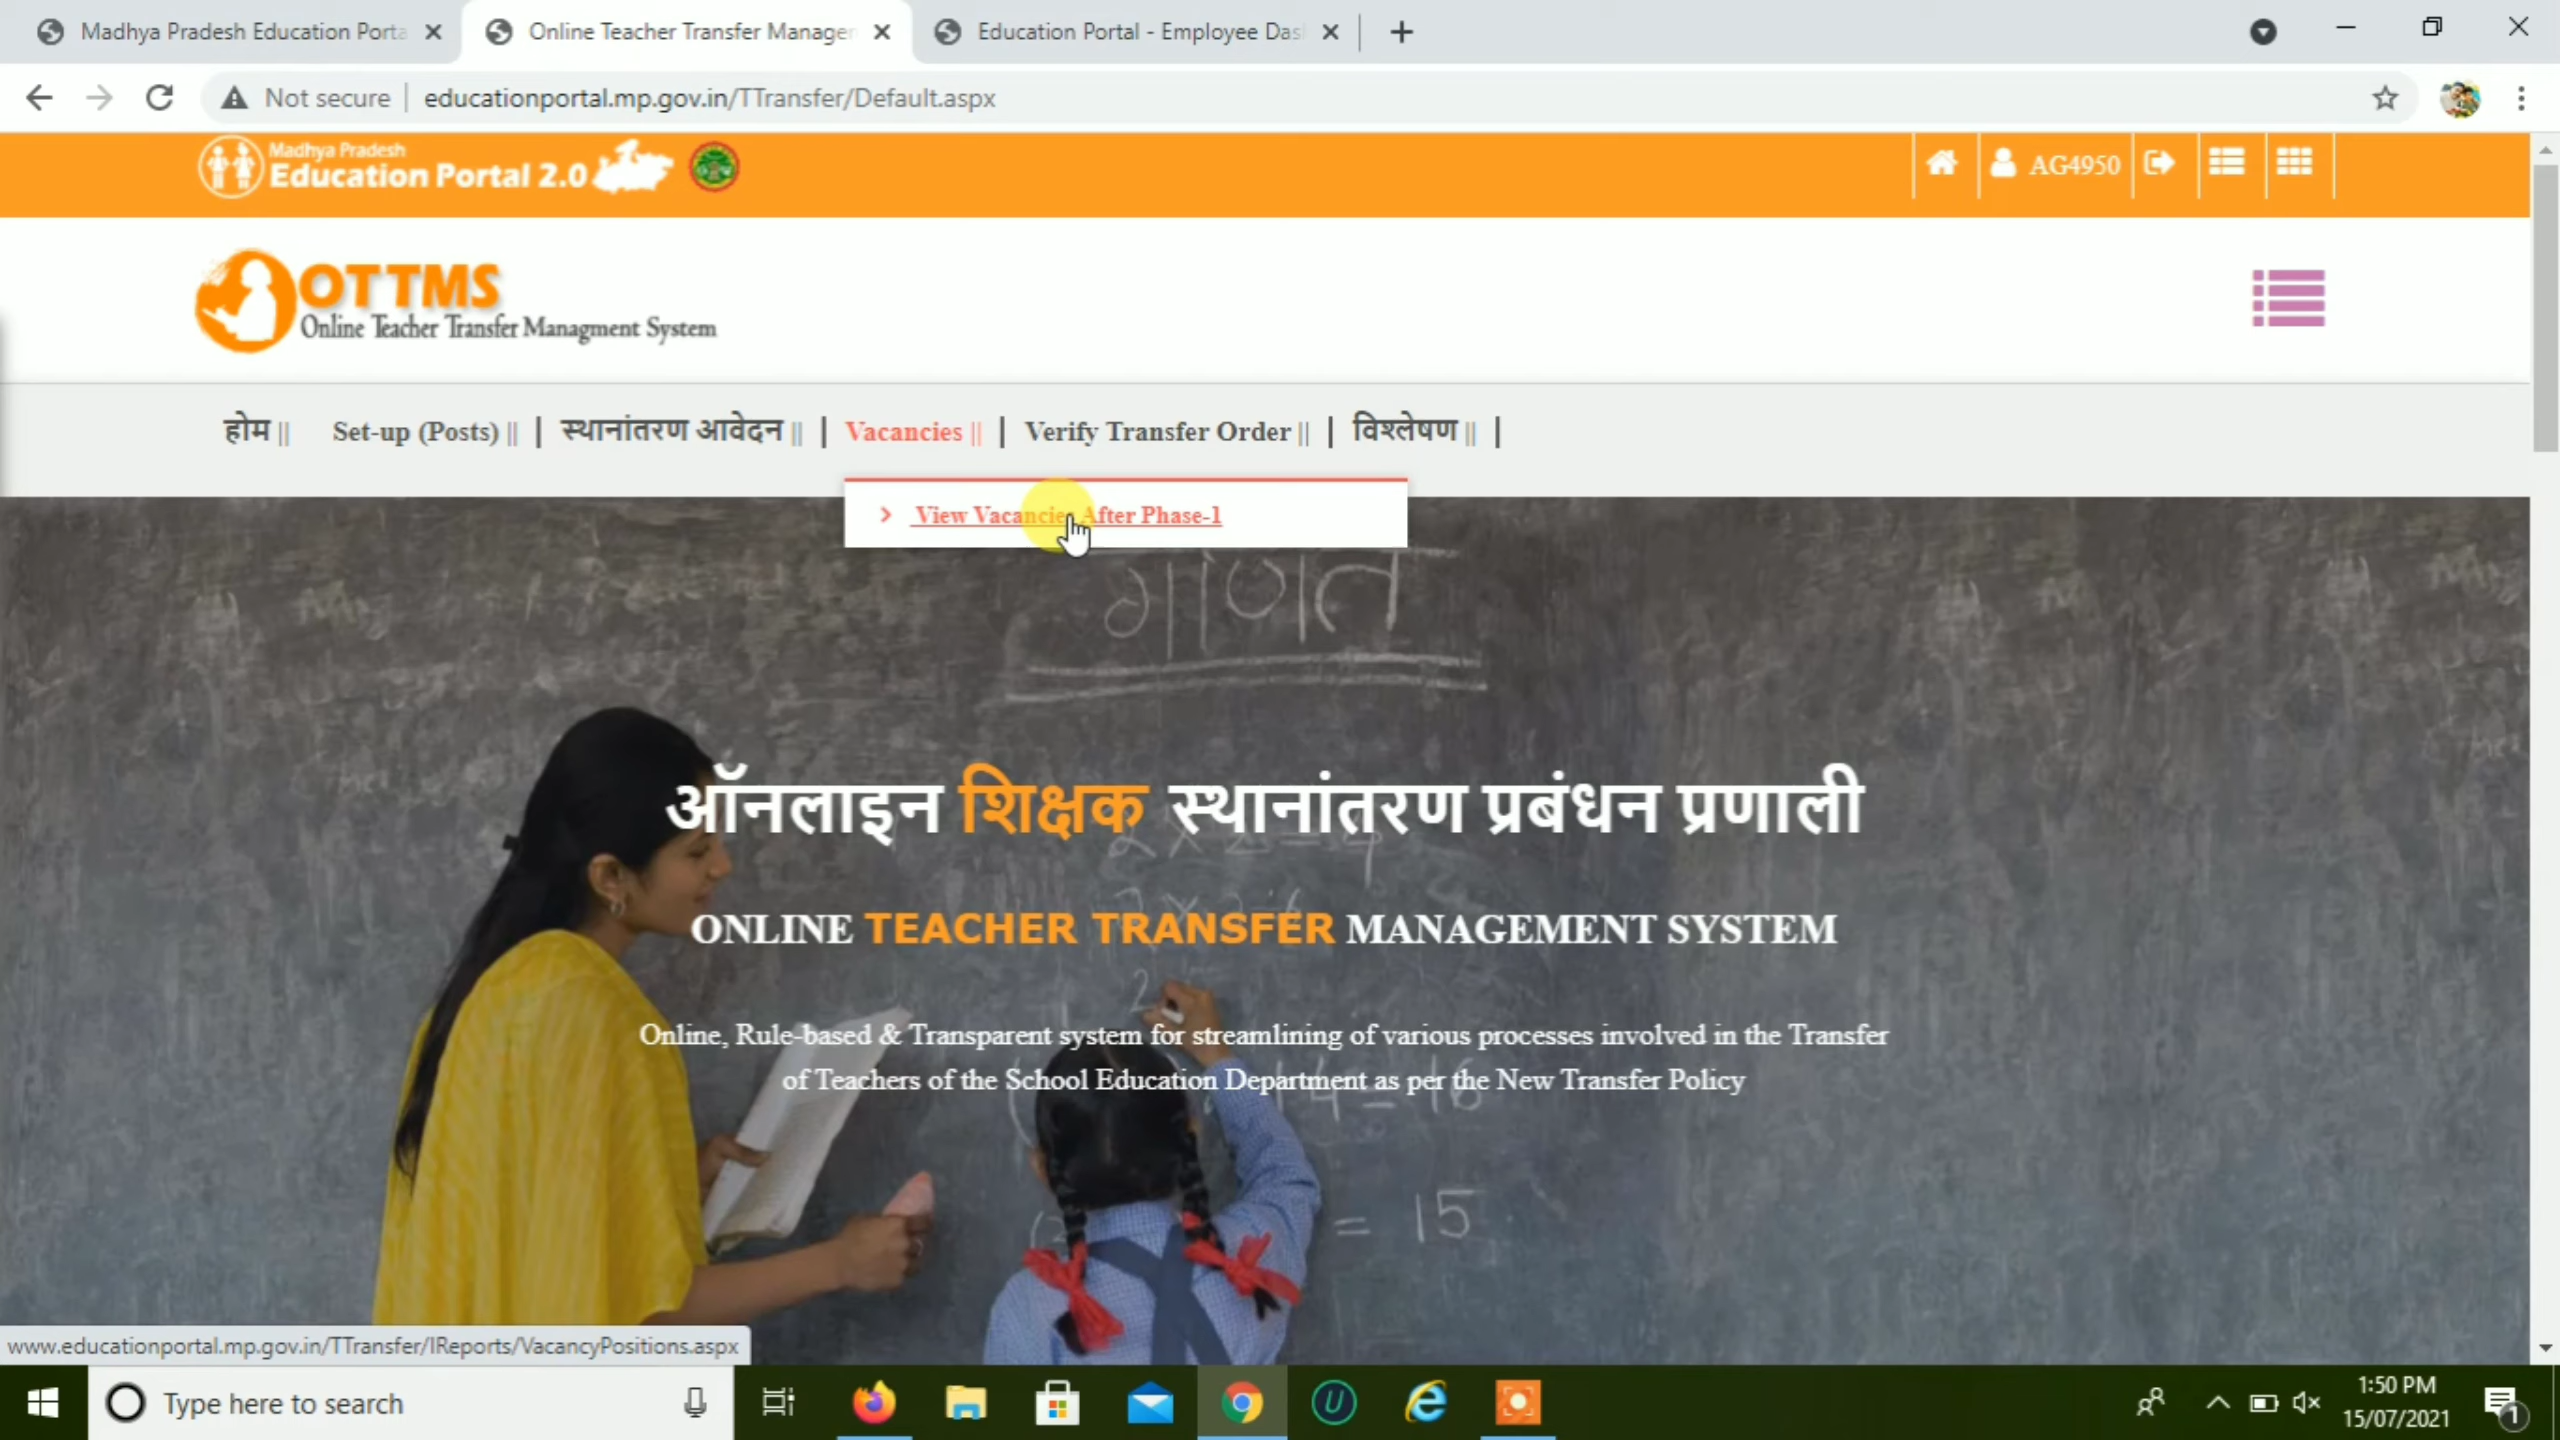 Madhya Pradesh Education Porta
Online Teacher Transfer Manager
Education Portal - Employee Das
Not secure
educationportal.mp.gov.in/TTransfer/Default.aspx
Madhya Pradesh
Education Portal 2.0
AG4950
OTTMS
Online Teacher Transfer Managment System
होम || Set-up (Posts) || | स्थानांतरण आवेदन || | Vacancies || | Verify Transfer Order || | विश्लेषण || |
View Vacancies After Phase-1
गणित
ऑनलाइन शिक्षक स्थानांतरण प्रबंधन प्रणाली
ONLINE TEACHER TRANSFER MANAGEMENT SYSTEM
Online, Rule-based & Transparent system for streamlining of various processes involved in the Transfer
of Teachers of the School Education Department as per the New Transfer Policy
= 15
www.educationportal.mp.gov.in/TTransfer/IReports/VacancyPositions.aspx
Type here to search
1:50 PM
15/07/2021
1